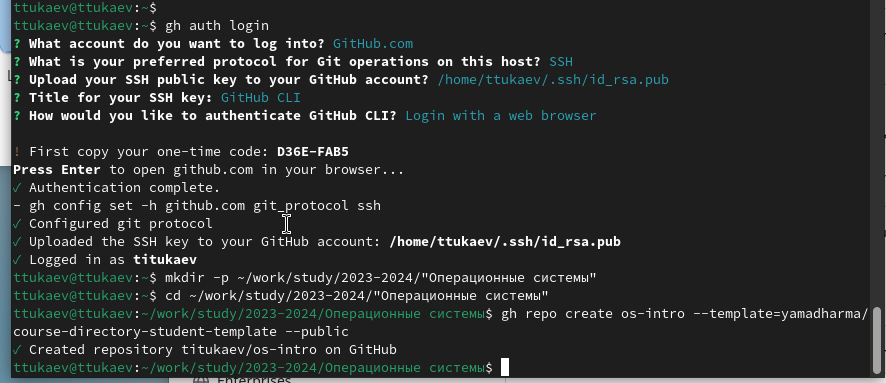 ttukaev@ttukaev:~$
ttukaev@ttukaev:~$ gh auth login
? What account do you want to log into? GitHub.com
? What is your preferred protocol for Git operations on this host? SSH
? Upload your SSH public key to your GitHub account? /home/ttukaev/.ssh/id_rsa.pub
? Title for your SSH key: GitHub CLI
? How would you like to authenticate GitHub CLI? Login with a web browser
! First copy your one-time code: D36E-FAB5
Press Enter to open github.com in your browser...
✓ Authentication complete.
- gh config set -h github.com git_protocol ssh
✓ Configured git protocol
✓ Uploaded the SSH key to your GitHub account: /home/ttukaev/.ssh/id_rsa.pub
✓ Logged in as titukaev
ttukaev@ttukaev:~$ mkdir -p ~/work/study/2023-2024/"Операционные системы"
ttukaev@ttukaev:~$ cd ~/work/study/2023-2024/"Операционные системы"
ttukaev@ttukaev:~/work/study/2023-2024/Операционные системы$ gh repo create os-intro --template=yamadharma/
course-directory-student-template --public
✓ Created repository titukaev/os-intro on GitHub
ttukaev@ttukaev:~/work/study/2023-2024/Операционные системы$
Enterprises